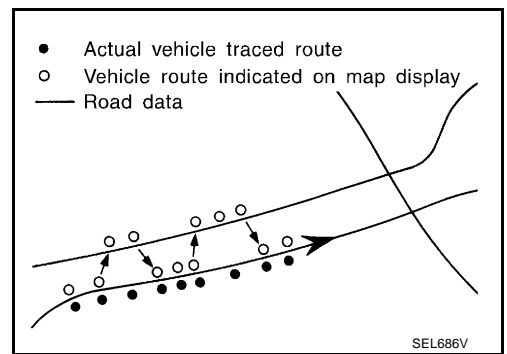 Actual vehicle traced route
Vehicle route indicated on map display
Road data
SEL686V